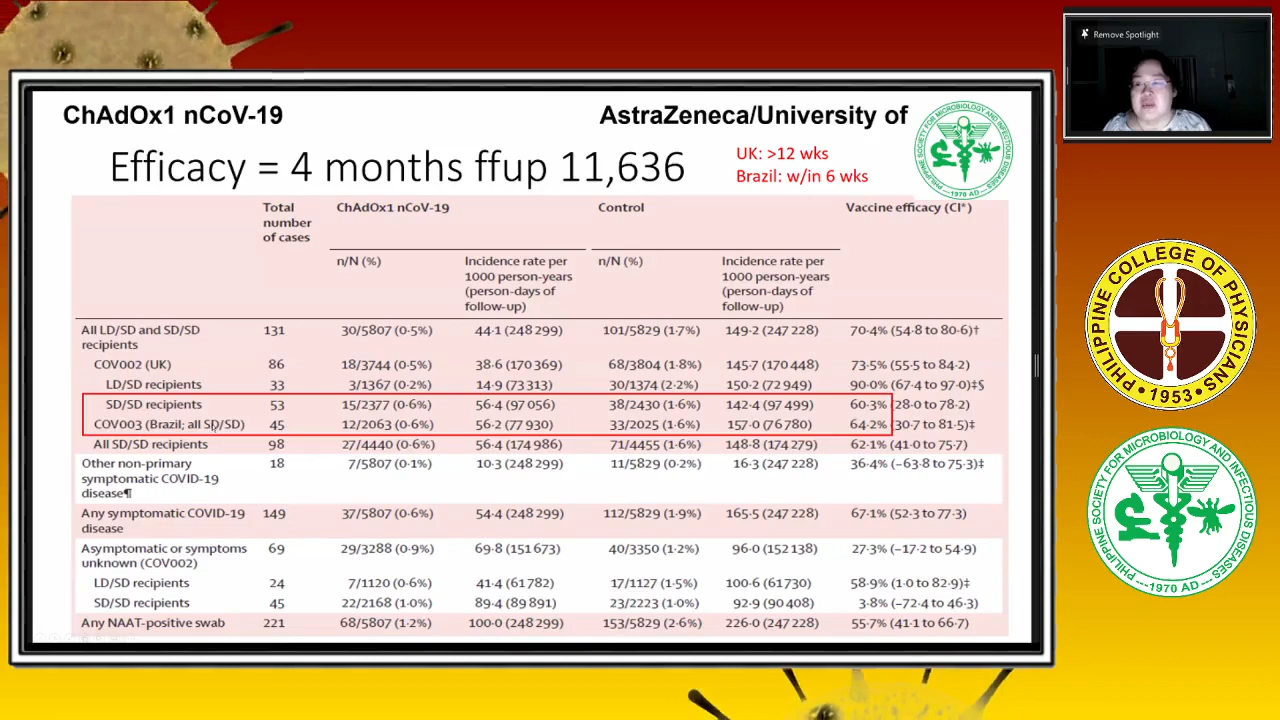 Remove Spotlight
ChAdOx1 nCoV-19
AstraZeneca/University of
Efficacy = 4 months ffup 11,636
UK: >12 wks
Brazil: w/in 6 wks
PHILIPPINE SOCIETY FOR MICROBIOLOGY AND INFECTIOUS DISEASES
* 1970 AD *
Total number of cases ChAdOx1 nCoV-19 Control Vaccine efficacy (CI*)
n/N (%) Incidence rate per 1000 person-years (person-days of follow-up) n/N (%) Incidence rate per 1000 person-years (person-days of follow-up)
All LD/SD and SD/SD recipients 131 30/5807 (0·5%) 44·1 (248 299) 101/5829 (1·7%) 149·2 (247 228) 70·4% (54·8 to 80·6)†
COV002 (UK) 86 18/3744 (0·5%) 38·6 (170 369) 68/3804 (1·8%) 145·7 (170 448) 73·5% (55·5 to 84·2)
LD/SD recipients 33 3/1367 (0·2%) 14·9 (73 313) 30/1374 (2·2%) 150·2 (72 949) 90·0% (67·4 to 97·0)‡§
SD/SD recipients 53 15/2377 (0·6%) 56·4 (97 056) 38/2430 (1·6%) 142·4 (97 499) 60·3% (28·0 to 78·2)
COV003 (Brazil; all SD/SD) 45 12/2063 (0·6%) 56·2 (77 930) 33/2025 (1·6%) 157·0 (76 780) 64·2% (30·7 to 81·5)‡
All SD/SD recipients 98 27/4440 (0·6%) 56·4 (174 986) 71/4455 (1·6%) 148·8 (174 279) 62·1% (41·0 to 75·7)
Other non-primary symptomatic COVID-19 disease¶ 18 7/5807 (0·1%) 10·3 (248 299) 11/5829 (0·2%) 16·3 (247 228) 36·4% (−63·8 to 75·3)‡
Any symptomatic COVID-19 disease 149 37/5807 (0·6%) 54·4 (248 299) 112/5829 (1·9%) 165·5 (247 228) 67·1% (52·3 to 77·3)
Asymptomatic or symptoms unknown (COV002) 69 29/3288 (0·9%) 69·8 (151 673) 40/3350 (1·2%) 96·0 (152 138) 27·3% (−17·2 to 54·9)
LD/SD recipients 24 7/1120 (0·6%) 41·4 (61 782) 17/1127 (1·5%) 100·6 (61 730) 58·9% (1·0 to 82·9)‡
SD/SD recipients 45 22/2168 (1·0%) 89·4 (89 891) 23/2223 (1·0%) 92·9 (90 408) 3·8% (−72·4 to 46·3)
Any NAAT-positive swab 221 68/5807 (1·2%) 100·0 (248 299) 153/5829 (2·6%) 226·0 (247 228) 55·7% (41·1 to 66·7)
PHILIPPINE COLLEGE OF PHYSICIANS
1953
PHILIPPINE SOCIETY FOR MICROBIOLOGY AND INFECTIOUS DISEASES
* 1970 AD *